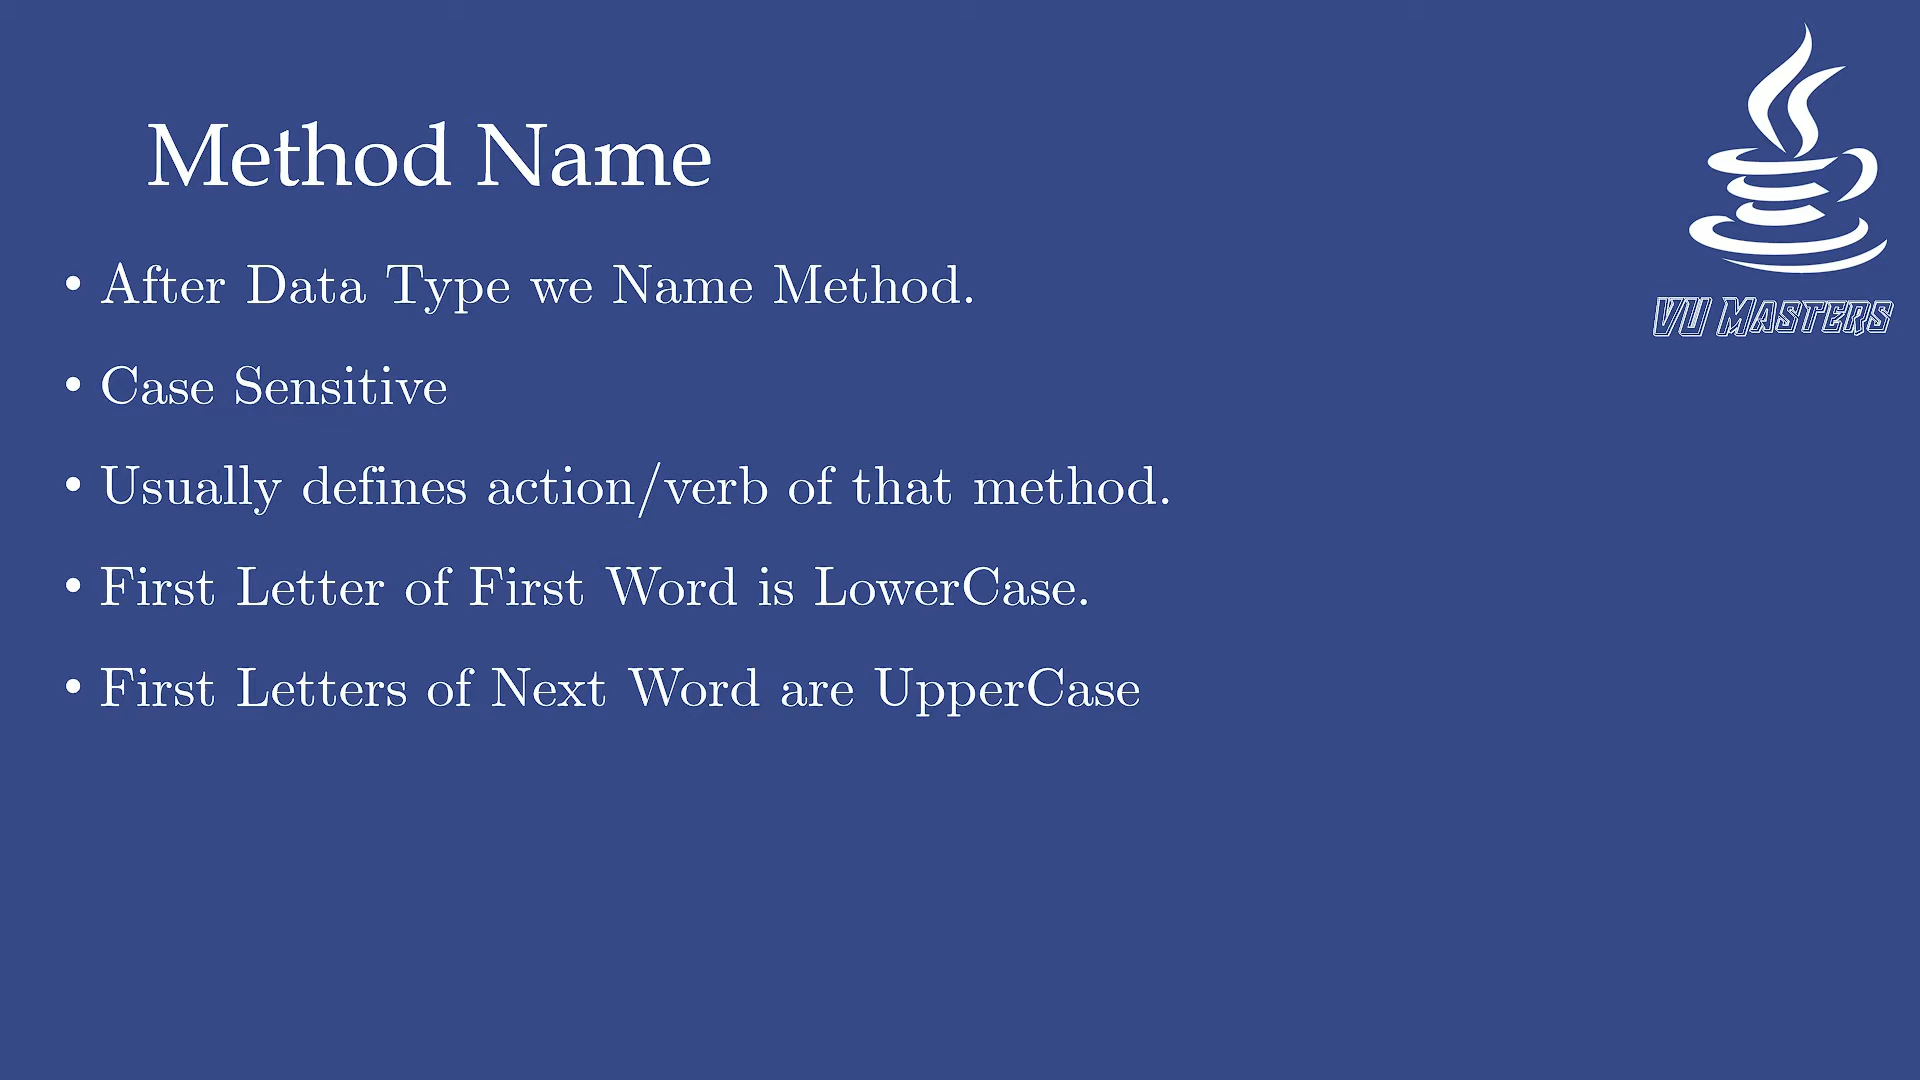 Method Name
• After Data Type we Name Method.
• Case Sensitive
• Usually defines action/verb of that method.
• First Letter of First Word is LowerCase.
• First Letters of Next Word are UpperCase
VU Masters